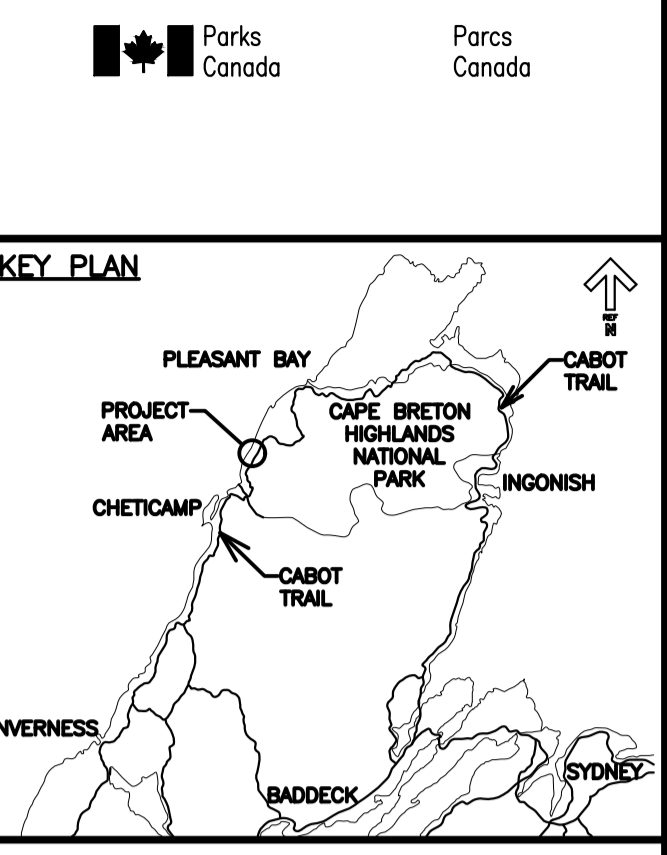 Parks
Canada
Parcs
Canada
KEY PLAN
REF
N
PLEASANT BAY
CABOT
TRAIL
PROJECT
AREA
CAPE BRETON
HIGHLANDS
NATIONAL
PARK
INGONISH
CHETICAMP
CABOT
TRAIL
NVERNESS
BADDECK
SYDNEY